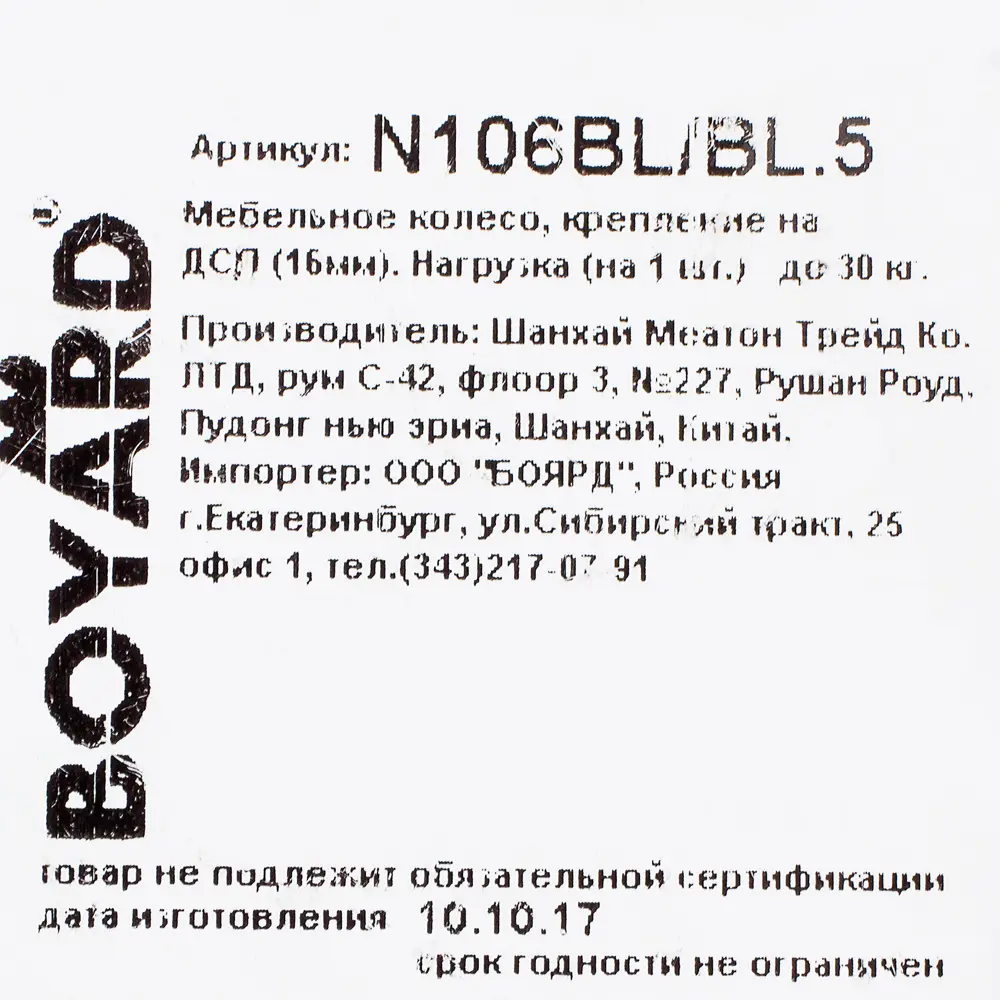 BOYARD®
Артикул: N106BL/BL.5
Мебельное колесо, крепление на
ДСП (16мм). Нагрузка (на 1 шт.) до 30 кг.
Производитель: Шанхай Меатон Трейд Ко.
ЛТД, рум С-42, флоор 3, №227, Рушан Роуд,
Пудонг нью эриа, Шанхай, Китай.
Импортер: ООО "БОЯРД", Россия
г.Екатеринбург, ул.Сибирский тракт, 25
офис 1, тел.(343)217-07-91
товар не подлежит обязательной сертификации
дата изготовления 10.10.17
срок годности не ограничен